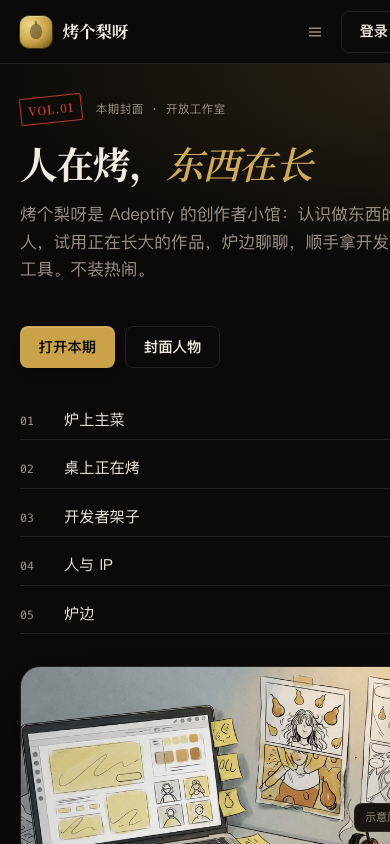 烤个梨呀
登录
VOL.01
本期封面 · 开放工作室
人在烤，东西在长
烤个梨呀是 Adeptify 的创作者小馆：认识做东西的
人，试用正在长大的作品，炉边聊聊，顺手拿开发
工具。不装热闹。
打开本期
封面人物
01 炉上主菜
02 桌上正在烤
03 开发者架子
04 人与 IP
05 炉边
示意